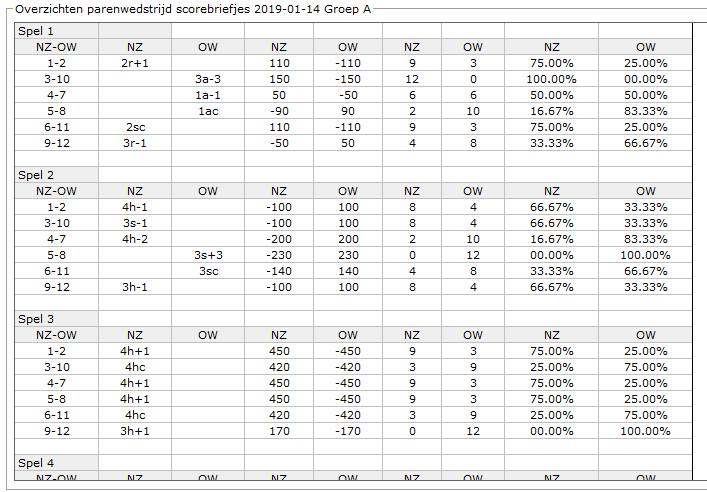 Overzichten parenwedstrijd scorebriefjes 2019-01-14 Groep A
Spel 1
NZ-OW NZ OW NZ OW NZ OW NZ OW
1-2 2r+1 110 -110 9 3 75.00% 25.00%
3-10 3a-3 150 -150 12 0 100.00% 00.00%
4-7 1a-1 50 -50 6 6 50.00% 50.00%
5-8 1ac -90 90 2 10 16.67% 83.33%
6-11 2sc 110 -110 9 3 75.00% 25.00%
9-12 3r-1 -50 50 4 8 33.33% 66.67%
Spel 2
NZ-OW NZ OW NZ OW NZ OW NZ OW
1-2 4h-1 -100 100 8 4 66.67% 33.33%
3-10 3s-1 -100 100 8 4 66.67% 33.33%
4-7 4h-2 -200 200 2 10 16.67% 83.33%
5-8 3s+3 -230 230 0 12 00.00% 100.00%
6-11 3sc -140 140 4 8 33.33% 66.67%
9-12 3h-1 -100 100 8 4 66.67% 33.33%
Spel 3
NZ-OW NZ OW NZ OW NZ OW NZ OW
1-2 4h+1 450 -450 9 3 75.00% 25.00%
3-10 4hc 420 -420 3 9 25.00% 75.00%
4-7 4h+1 450 -450 9 3 75.00% 25.00%
5-8 4h+1 450 -450 9 3 75.00% 25.00%
6-11 4hc 420 -420 3 9 25.00% 75.00%
9-12 3h+1 170 -170 0 12 00.00% 100.00%
Spel 4
NZ-OW NZ OW NZ OW NZ OW NZ OW